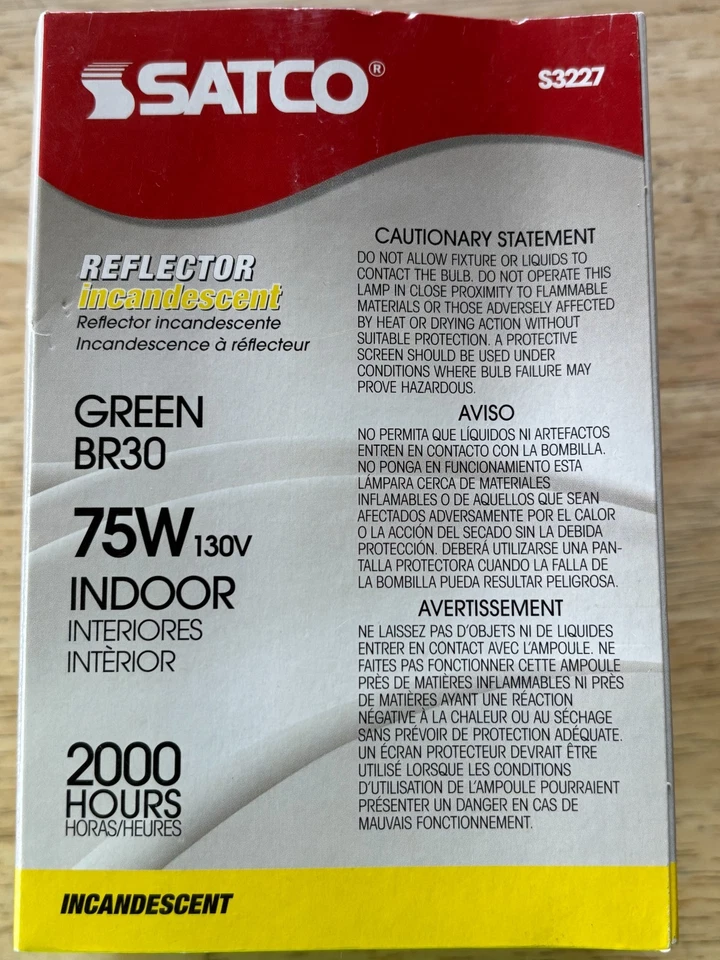 SATCO®
S3227
REFLECTOR
incandescent
Reflector incandescente
Incandescence à réflecteur
GREEN
BR30
75W 130V
INDOOR
INTERIORES
INTÈRIOR
2000
HOURS
HORAS/HEURES
CAUTIONARY STATEMENT
DO NOT ALLOW FIXTURE OR LIQUIDS TO
CONTACT THE BULB. DO NOT OPERATE THIS
LAMP IN CLOSE PROXIMITY TO FLAMMABLE
MATERIALS OR THOSE ADVERSELY AFFECTED
BY HEAT OR DRYING ACTION WITHOUT
SUITABLE PROTECTION. A PROTECTIVE
SCREEN SHOULD BE USED UNDER
CONDITIONS WHERE BULB FAILURE MAY
PROVE HAZARDOUS.
AVISO
NO PERMITA QUE LÍQUIDOS NI ARTEFACTOS
ENTREN EN CONTACTO CON LA BOMBILLA.
NO PONGA EN FUNCIONAMIENTO ESTA
LÁMPARA CERCA DE MATERIALES
INFLAMABLES O DE AQUELLOS QUE SEAN
AFECTADOS ADVERSAMENTE POR EL CALOR
O LA ACCIÓN DEL SECADO SIN LA DEBIDA
PROTECCIÓN. DEBERÁ UTILIZARSE UNA PAN-
TALLA PROTECTORA CUANDO LA FALLA DE
LA BOMBILLA PUEDA RESULTAR PELIGROSA.
AVERTISSEMENT
NE LAISSEZ PAS D'OBJETS NI DE LIQUIDES
ENTRER EN CONTACT AVEC L'AMPOULE. NE
FAITES PAS FONCTIONNER CETTE AMPOULE
PRÈS DE MATIÈRES INFLAMMABLES NI PRÈS
DE MATIÈRES AYANT UNE RÉACTION
NÉGATIVE À LA CHALEUR OU AU SÉCHAGE
SANS PRÉVOIR DE PROTECTION ADÉQUATE.
UN ÉCRAN PROTECTEUR DEVRAIT ÊTRE
UTILISÉ LORSQUE LES CONDITIONS
D'UTILISATION DE L'AMPOULE POURRAIENT
PRÉSENTER UN DANGER EN CAS DE
MAUVAIS FONCTIONNEMENT.
INCANDESCENT